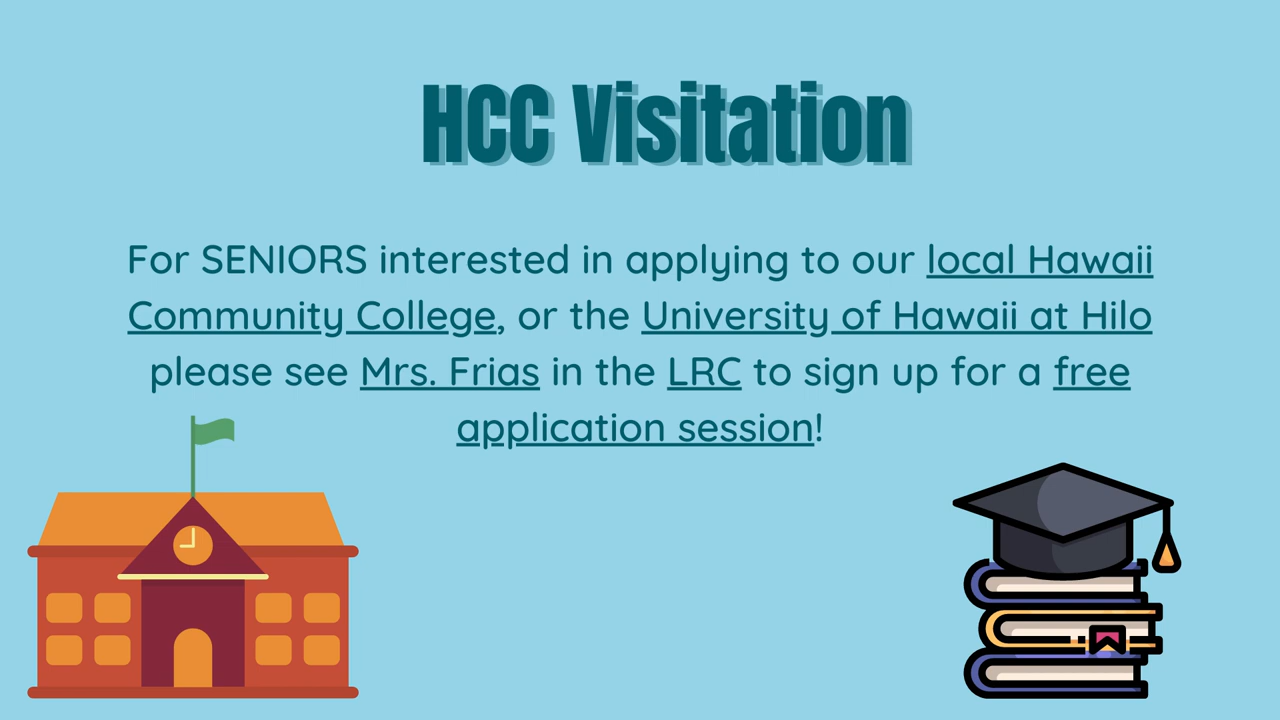 HCC Visitation
For SENIORS interested in applying to our local Hawaii
Community College, or the University of Hawaii at Hilo
please see Mrs. Frias in the LRC to sign up for a free
application session!